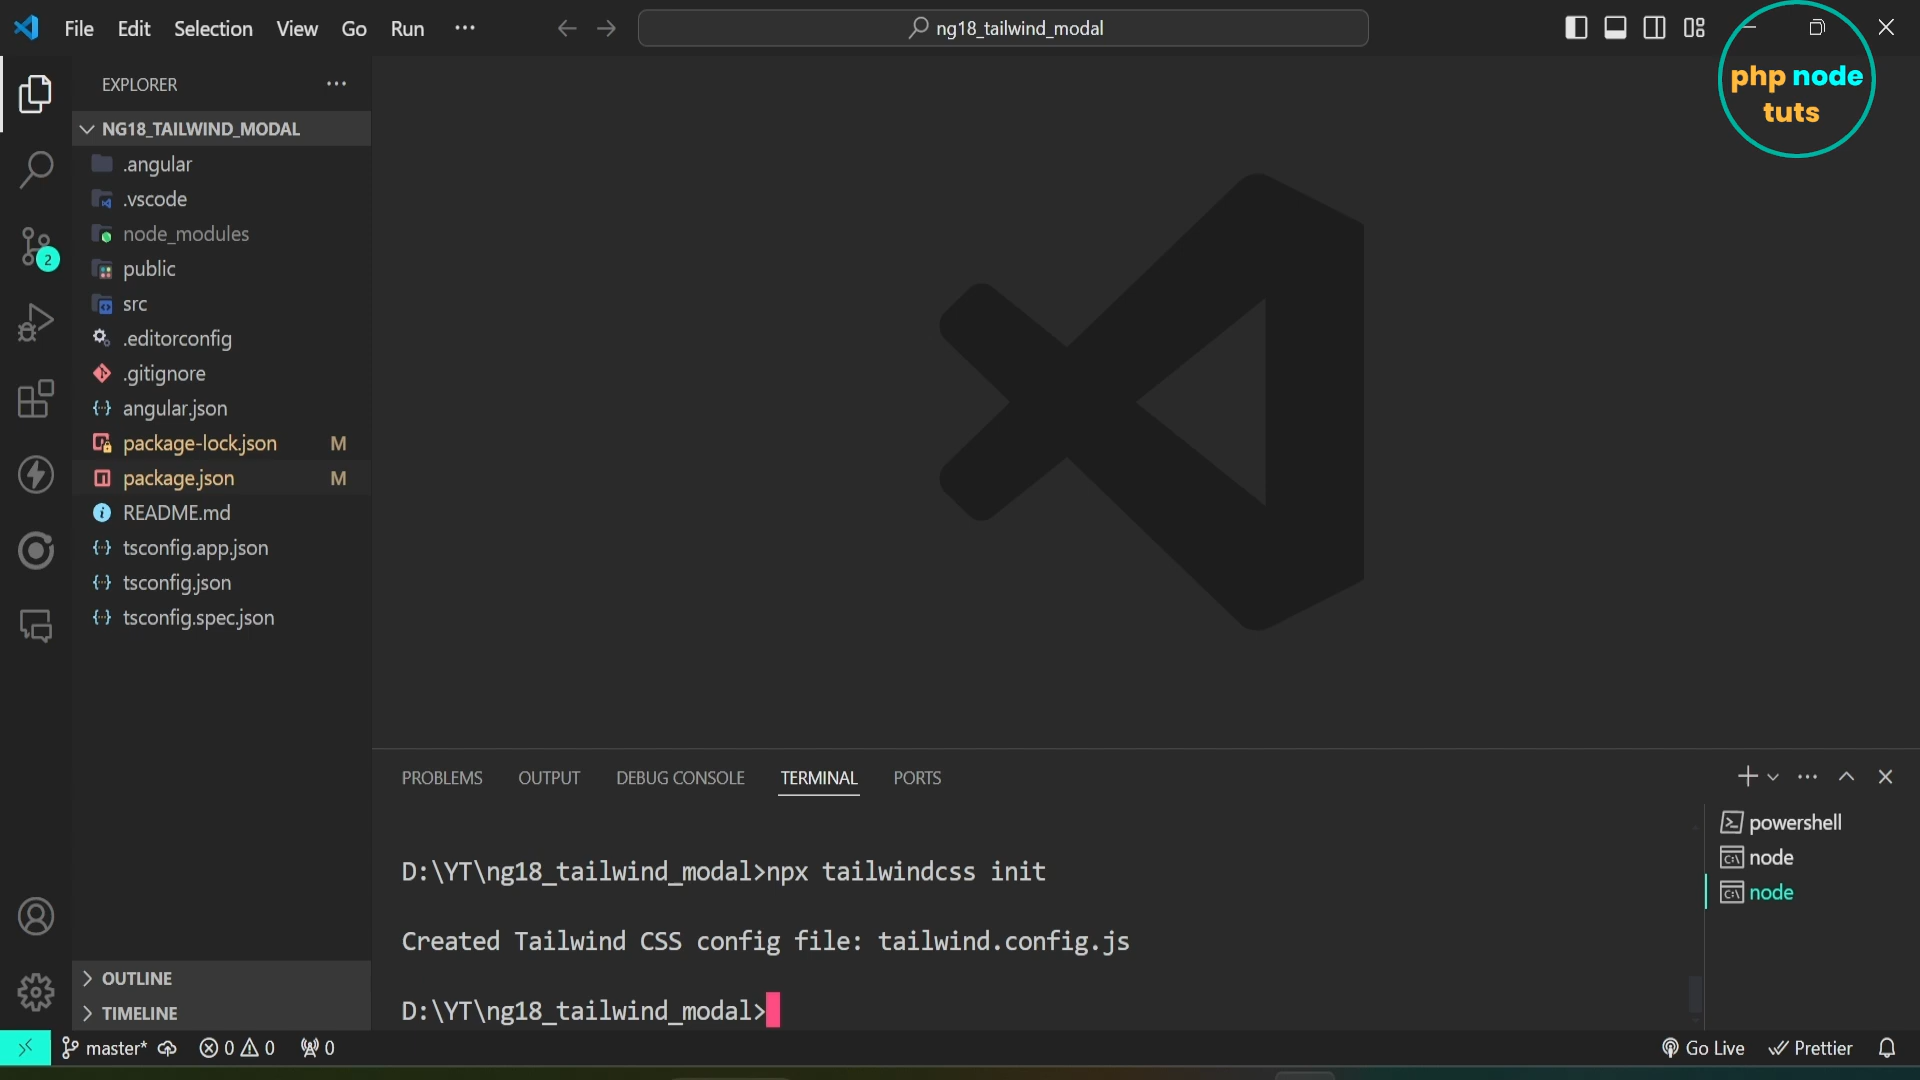 File Edit Selection View Go Run ···
ng18_tailwind_modal
php node
tuts
EXPLORER
NG18_TAILWIND_MODAL
.angular
.vscode
node_modules
public
src
.editorconfig
.gitignore
angular.json
package-lock.json M
package.json M
README.md
tsconfig.app.json
tsconfig.json
tsconfig.spec.json
2
OUTLINE
TIMELINE
PROBLEMS OUTPUT DEBUG CONSOLE TERMINAL PORTS
D:\YT\ng18_tailwind_modal>npx tailwindcss init
Created Tailwind CSS config file: tailwind.config.js
D:\YT\ng18_tailwind_modal>
powershell
node
node
master* 0 0 0
Go Live Prettier